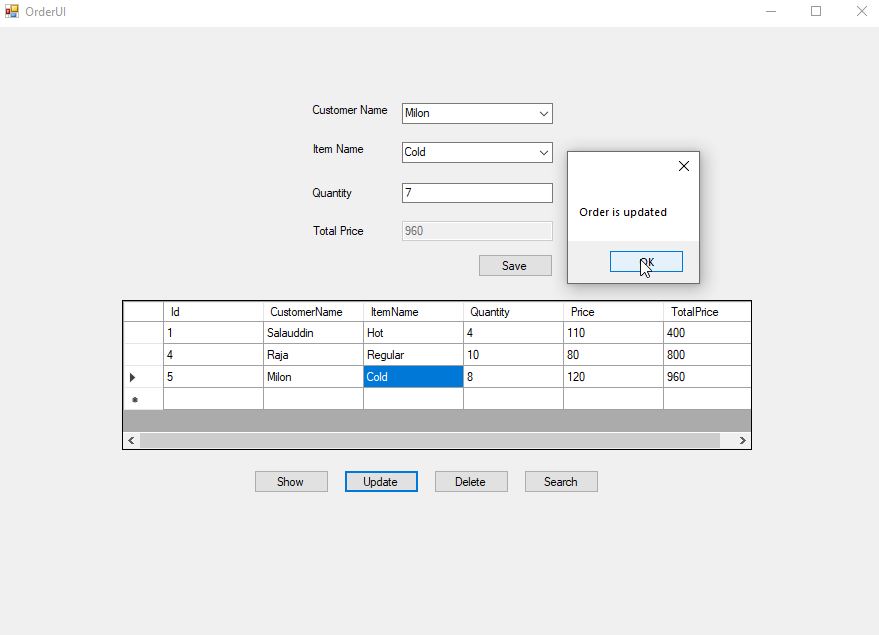 OrderUI
Customer Name Milon
Item Name Cold
Quantity 7
Total Price 960
Save
Order is updated
OK
Id CustomerName ItemName Quantity Price TotalPrice
1 Salauddin Hot 4 110 400
4 Raja Regular 10 80 800
5 Milon Cold 8 120 960
Show Update Delete Search